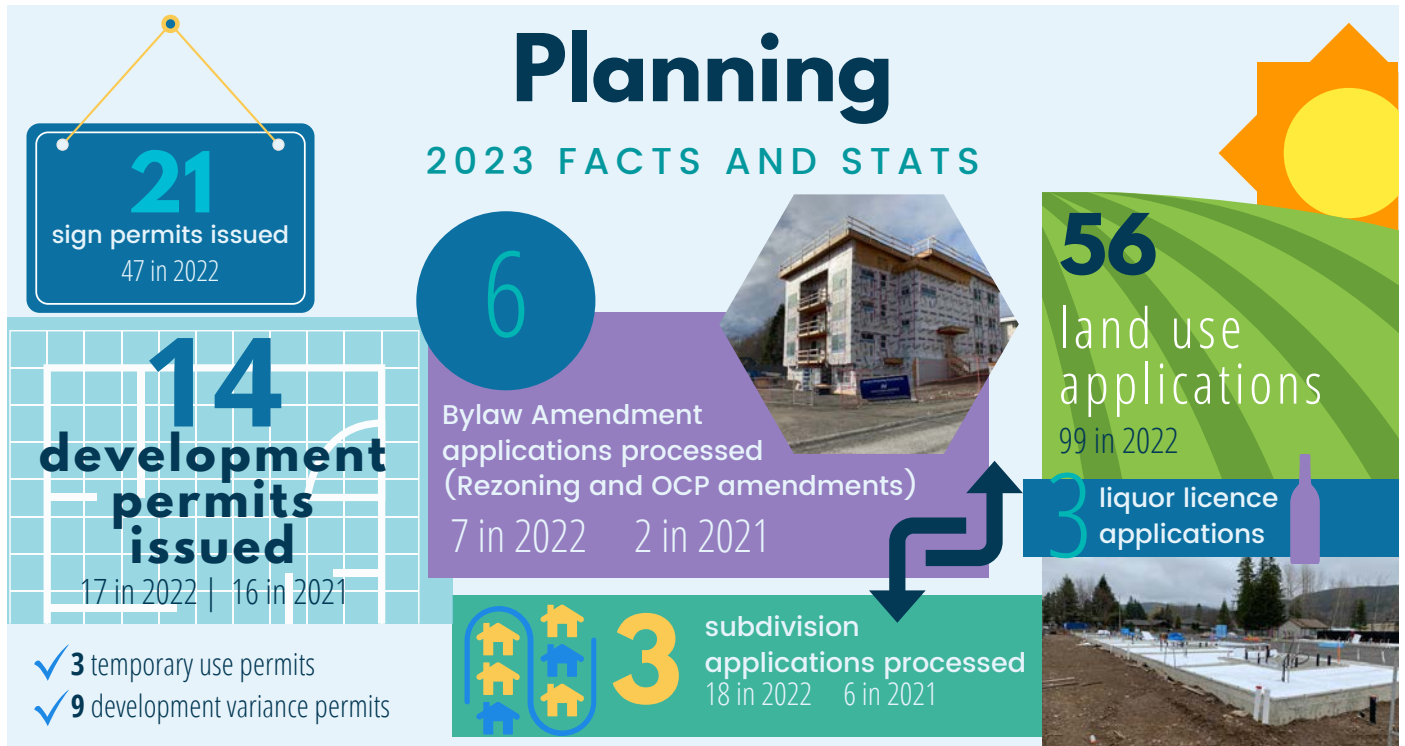 Planning
2023 FACTS AND STATS
21
sign permits issued
47 in 2022
14
development
permits
issued
17 in 2022 | 16 in 2021
3 temporary use permits
9 development variance permits
6
Bylaw Amendment
applications processed
(Rezoning and OCP amendments)
7 in 2022 2 in 2021
3
subdivision
applications processed
18 in 2022 6 in 2021
56
land use
applications
99 in 2022
3
liquor licence
applications